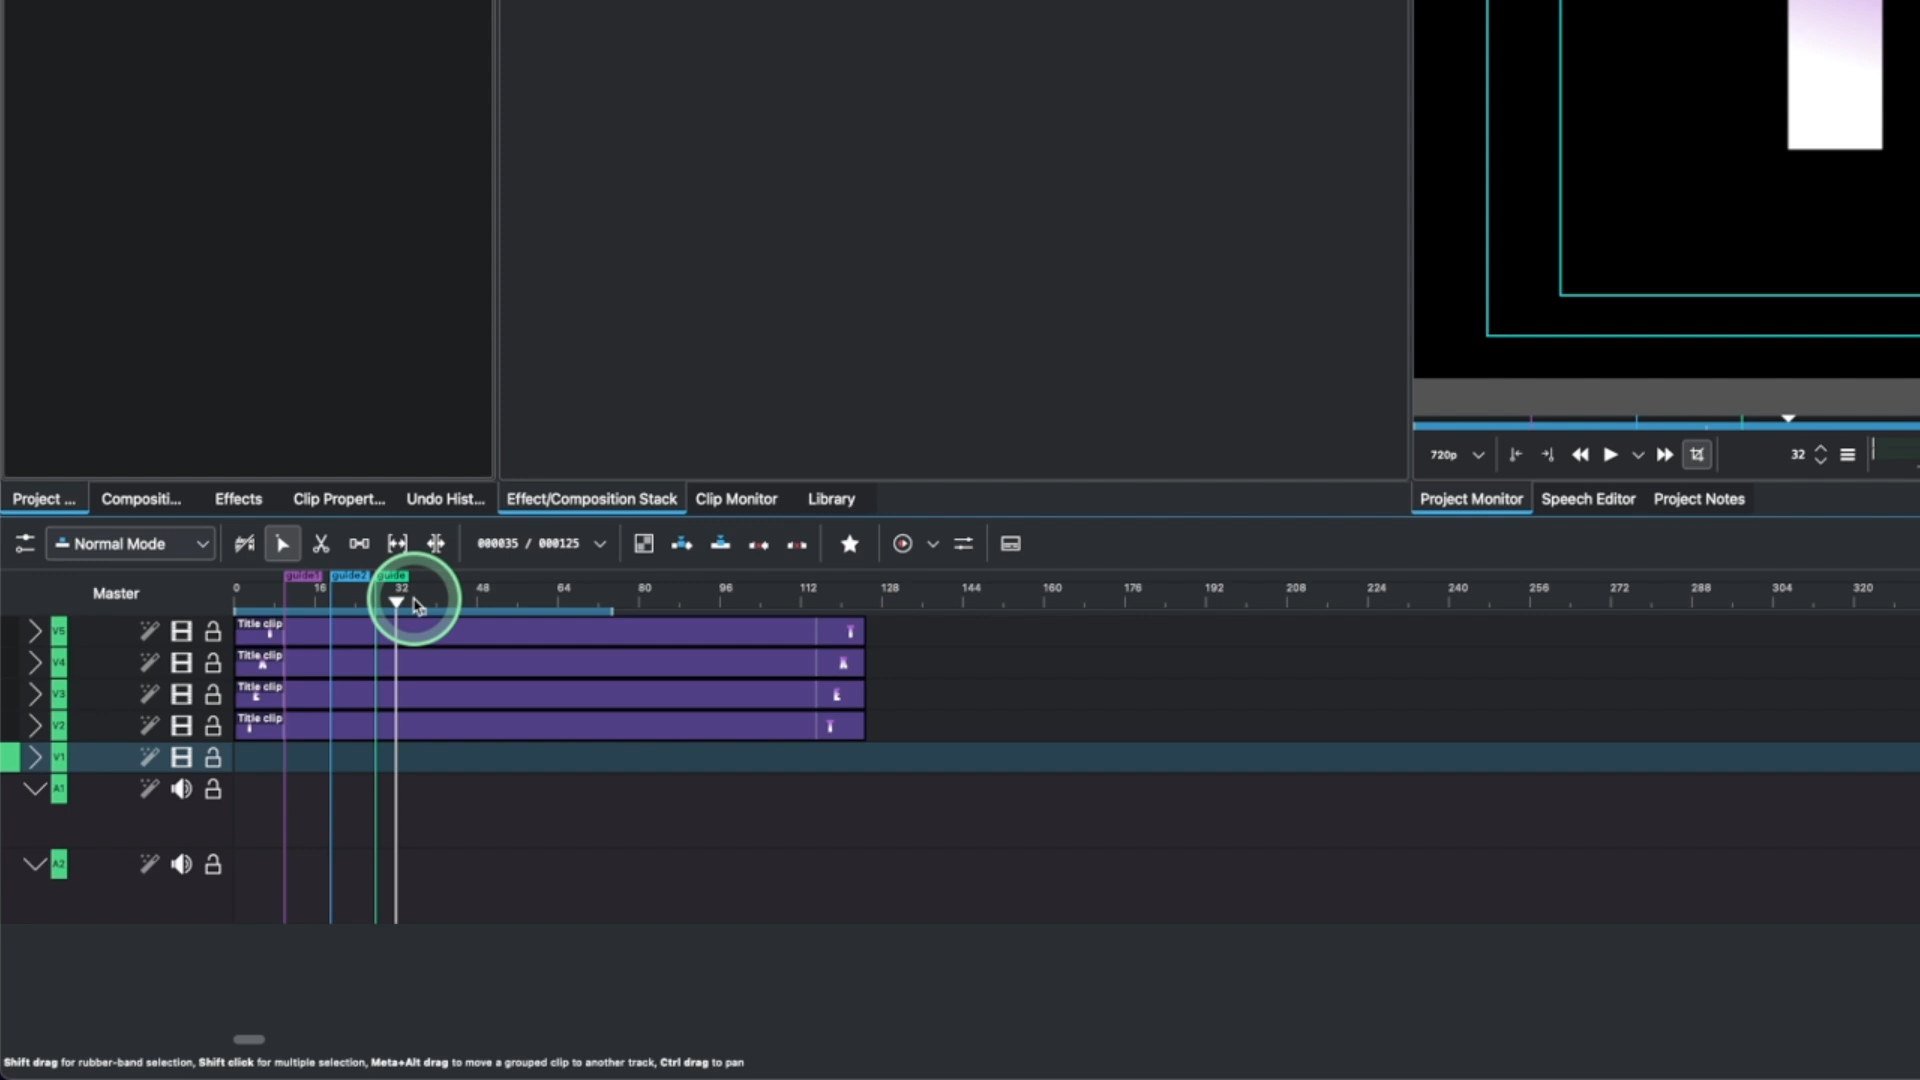 720p
32
Project ...
Compositi...
Effects
Clip Propert...
Undo Hist...
Effect/Composition Stack
Clip Monitor
Library
Project Monitor
Speech Editor
Project Notes
Normal Mode
000035 / 000125
guide1
guide2
guide
Master
0
16
32
48
64
80
96
112
128
144
160
176
192
208
224
240
256
272
288
304
320
V5
Title clip
T
T
V4
Title clip
A
A
V3
Title clip
E
E
V2
Title clip
T
T
V1
A1
A2
Shift drag for rubber-band selection, Shift click for multiple selection, Meta+Alt drag to move a grouped clip to another track, Ctrl drag to pan